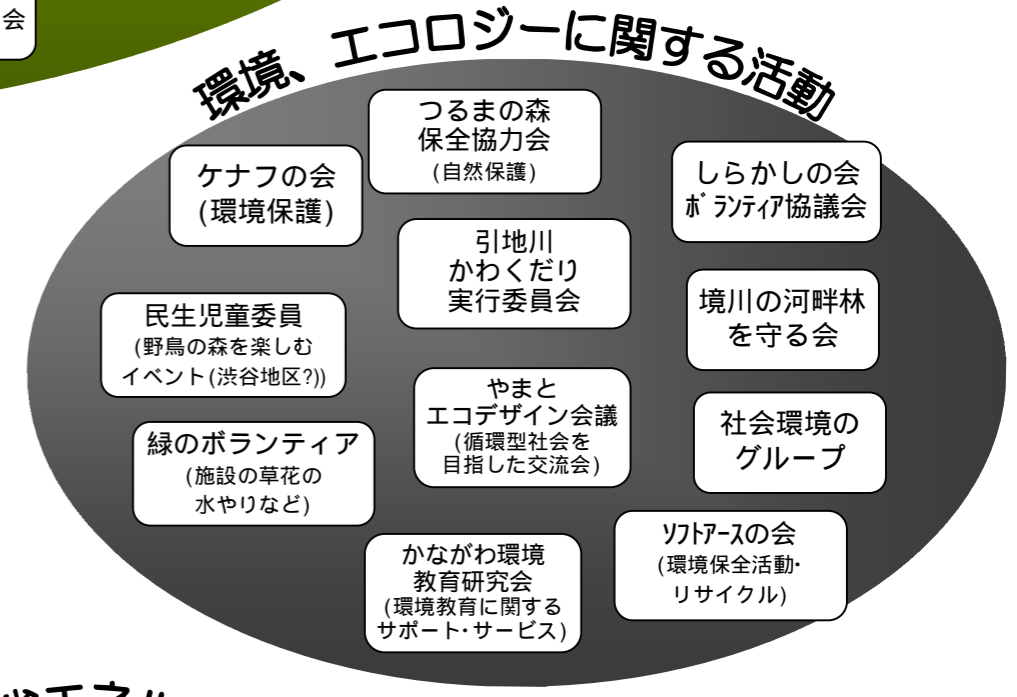 会
環境、エコロジーに関する活動
つるまの森
保全協力会
(自然保護)
ケナフの会
(環境保護)
しらかしの会
ﾎﾞﾗﾝﾃｨｱ協議会
引地川
かわくだり
実行委員会
境川の河畔林
を守る会
民生児童委員
(野鳥の森を楽しむ
イベント(渋谷地区?))
やまと
エコデザイン会議
(循環型社会を
目指した交流会)
社会環境の
グループ
緑のボランティア
(施設の草花の
水やりなど)
ｿﾌﾄｱｰｽの会
(環境保全活動・
リサイクル)
かながわ環境
教育研究会
(環境教育に関する
サポート・サービス)